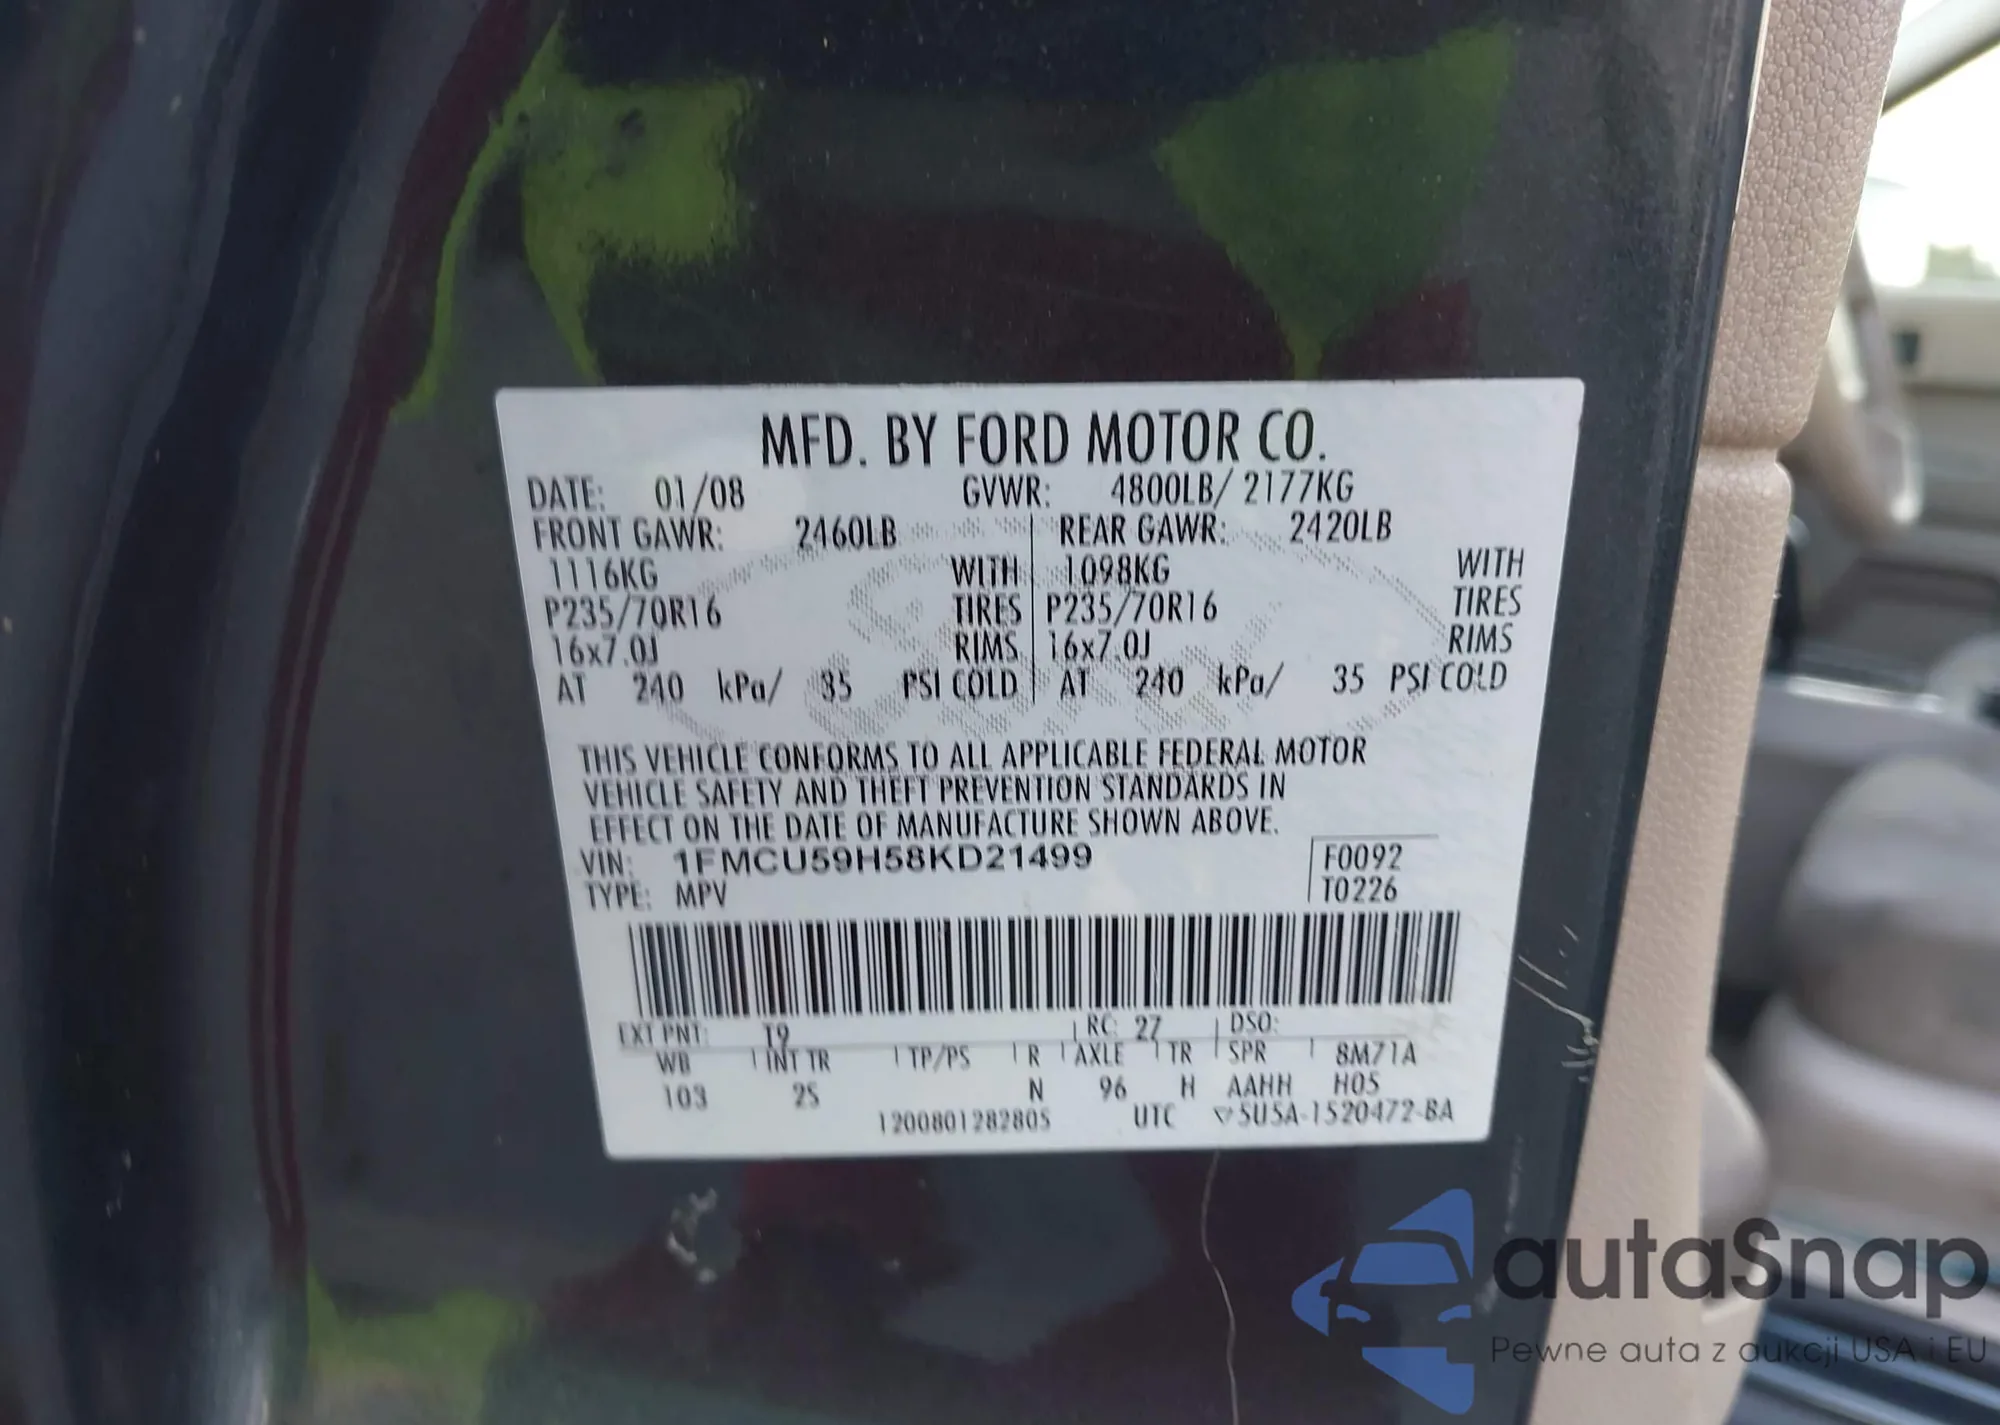 MFD. BY FORD MOTOR CO.
DATE: 01/08 GVWR: 4800LB/ 2177KG
FRONT GAWR: 2460LB REAR GAWR: 2420LB
1116KG WITH 1098KG WITH
P235/70R16 TIRES P235/70R16 TIRES
16x7.0J RIMS 16x7.0J RIMS
AT 240 kPa/ 35 PSI COLD AT 240 kPa/ 35 PSI COLD
THIS VEHICLE CONFORMS TO ALL APPLICABLE FEDERAL MOTOR
VEHICLE SAFETY AND THEFT PREVENTION STANDARDS IN
EFFECT ON THE DATE OF MANUFACTURE SHOWN ABOVE.
VIN: 1FMCU59H58KD21499 F0092
TYPE: MPV T0226
EXT PNT: T9 RC: 27 DSO:
WB INT TR TP/PS R AXLE TR SPR 8M71A
103 2S N 96 H AAHH H05
1200801282805 UTC ▽5U5A-1520472-BA
autaSnap
Pewne auta z aukcji USA i EU